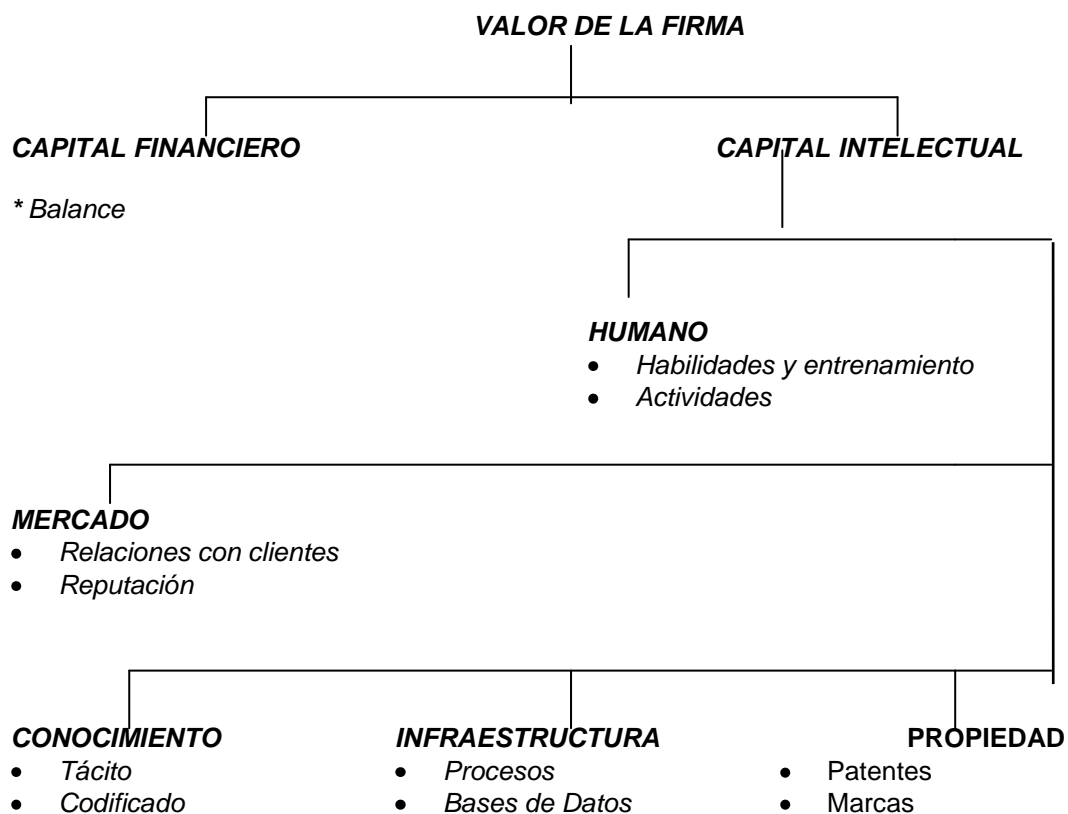 VALOR DE LA FIRMA
CAPITAL FINANCIERO
CAPITAL INTELECTUAL
* Balance
HUMANO
• Habilidades y entrenamiento
• Actividades
MERCADO
• Relaciones con clientes
• Reputación
CONOCIMIENTO
• Tácito
• Codificado
INFRAESTRUCTURA
• Procesos
• Bases de Datos
PROPIEDAD
• Patentes
• Marcas